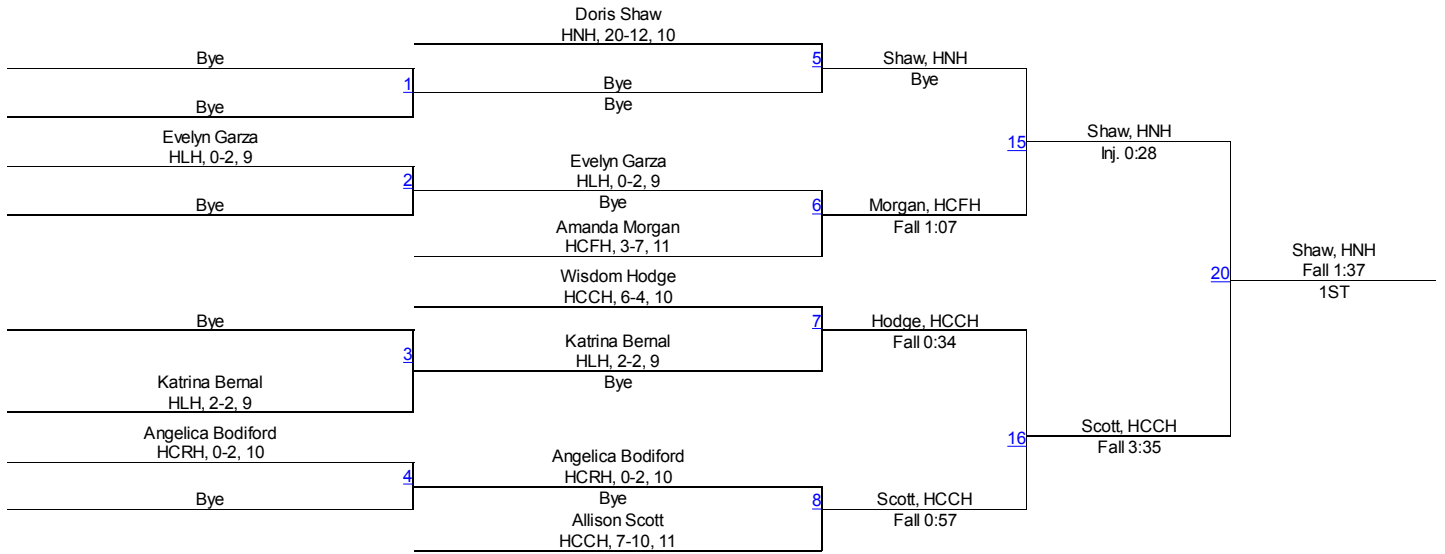 Doris Shaw
HNH, 20-12, 10
Bye
1
Bye
Bye
Bye
5
Shaw, HNH
Bye
Evelyn Garza
HLH, 0-2, 9
2
Bye
Evelyn Garza
HLH, 0-2, 9
Bye
6
Amanda Morgan
HCFH, 3-7, 11
Morgan, HCFH
Fall 1:07
15
Shaw, HNH
Inj. 0:28
Wisdom Hodge
HCCH, 6-4, 10
Bye
3
Katrina Bernal
HLH, 2-2, 9
Katrina Bernal
HLH, 2-2, 9
Bye
7
Hodge, HCCH
Fall 0:34
Angelica Bodiford
HCRH, 0-2, 10
4
Bye
Angelica Bodiford
HCRH, 0-2, 10
Bye
8
Allison Scott
HCCH, 7-10, 11
Scott, HCCH
Fall 0:57
16
Scott, HCCH
Fall 3:35
20
Shaw, HNH
Fall 1:37
1ST